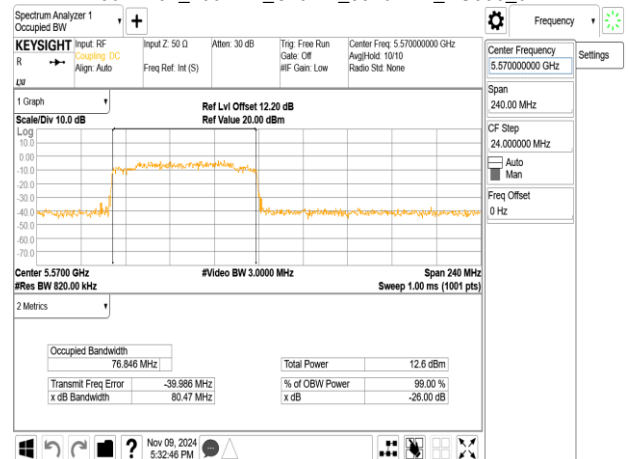 Spectrum Analyzer 1
Occupied BW
Frequency
KEYSIGHT
R
LXI
Input: RF
Coupling: DC
Align: Auto
Input Z: 50 Ω
Freq Ref: Int (S)
Atten: 30 dB
Trig: Free Run
Gate: Off
#IF Gain: Low
Center Freq: 5.570000000 GHz
Avg|Hold: 10/10
Radio Std: None
Center Frequency
5.570000000 GHz
Settings
Span
240.00 MHz
CF Step
24.000000 MHz
Auto
Man
Freq Offset
0 Hz
1 Graph
Scale/Div 10.0 dB
Ref Lvl Offset 12.20 dB
Ref Value 20.00 dBm
Log
10.0
0.00
-10.0
-20.0
-30.0
-40.0
-50.0
-60.0
-70.0
Center 5.5700 GHz
#Video BW 3.0000 MHz
Span 240 MHz
#Res BW 820.00 kHz
Sweep 1.00 ms (1001 pts)
2 Metrics
Occupied Bandwidth
76.846 MHz
Total Power 12.6 dBm
Transmit Freq Error -39.986 MHz
% of OBW Power 99.00 %
x dB Bandwidth 80.47 MHz
x dB -26.00 dB
?
Nov 09, 2024
5:32:46 PM